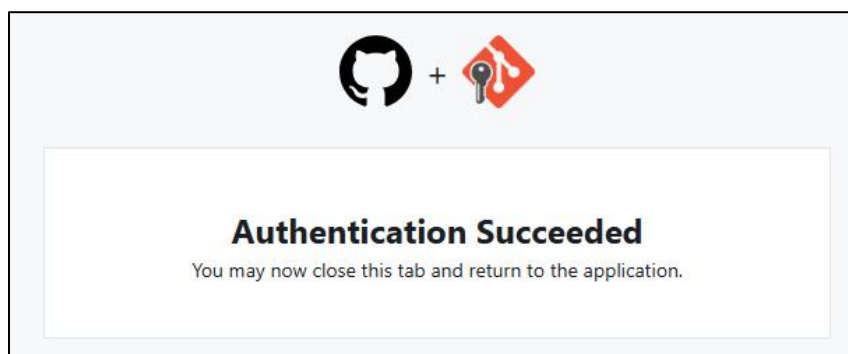 +
Authentication Succeeded
You may now close this tab and return to the application.